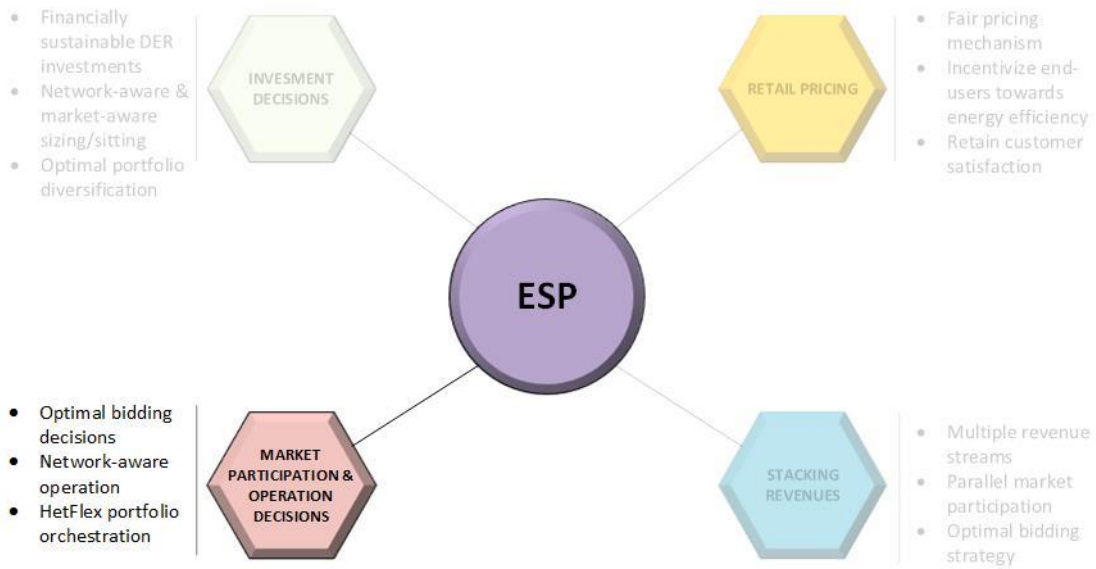 • Financially
sustainable DER
investments
• Network-aware &
market-aware
sizing/sitting
• Optimal portfolio
diversification
INVESMENT
DECISIONS
RETAIL PRICING
• Fair pricing
mechanism
• Incentivize end-
users towards
energy efficiency
• Retain customer
satisfaction
ESP
• Optimal bidding
decisions
• Network-aware
operation
• HetFlex portfolio
orchestration
MARKET
PARTICIPATION &
OPERATION
DECISIONS
STACKING
REVENUES
• Multiple revenue
streams
• Parallel market
participation
• Optimal bidding
strategy